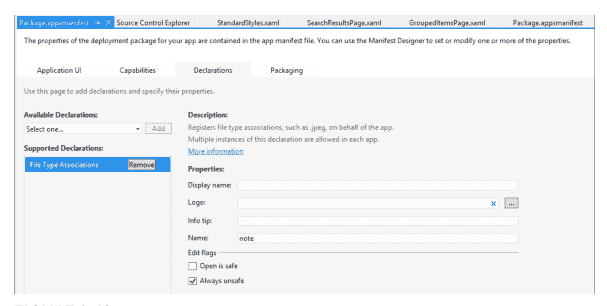 Package.appxmanifest Source Control Explorer StandardStyles.xaml SearchResultsPage.xaml GroupedItemsPage.xaml Package.appxmanifest
The properties of the deployment package for your app are contained in the app manifest file. You can use the Manifest Designer to set or modify one or more of the properties.
Application UI Capabilities Declarations Packaging
Use this page to add declarations and specify their properties.
Available Declarations:
Select one... Add
Supported Declarations:
File Type Associations Remove
Description:
Registers file type associations, such as .jpeg, on behalf of the app.
Multiple instances of this declaration are allowed in each app.
More information
Properties:
Display name:
Logo: × ...
Info tip:
Name: note
Edit flags
Open is safe
Always unsafe